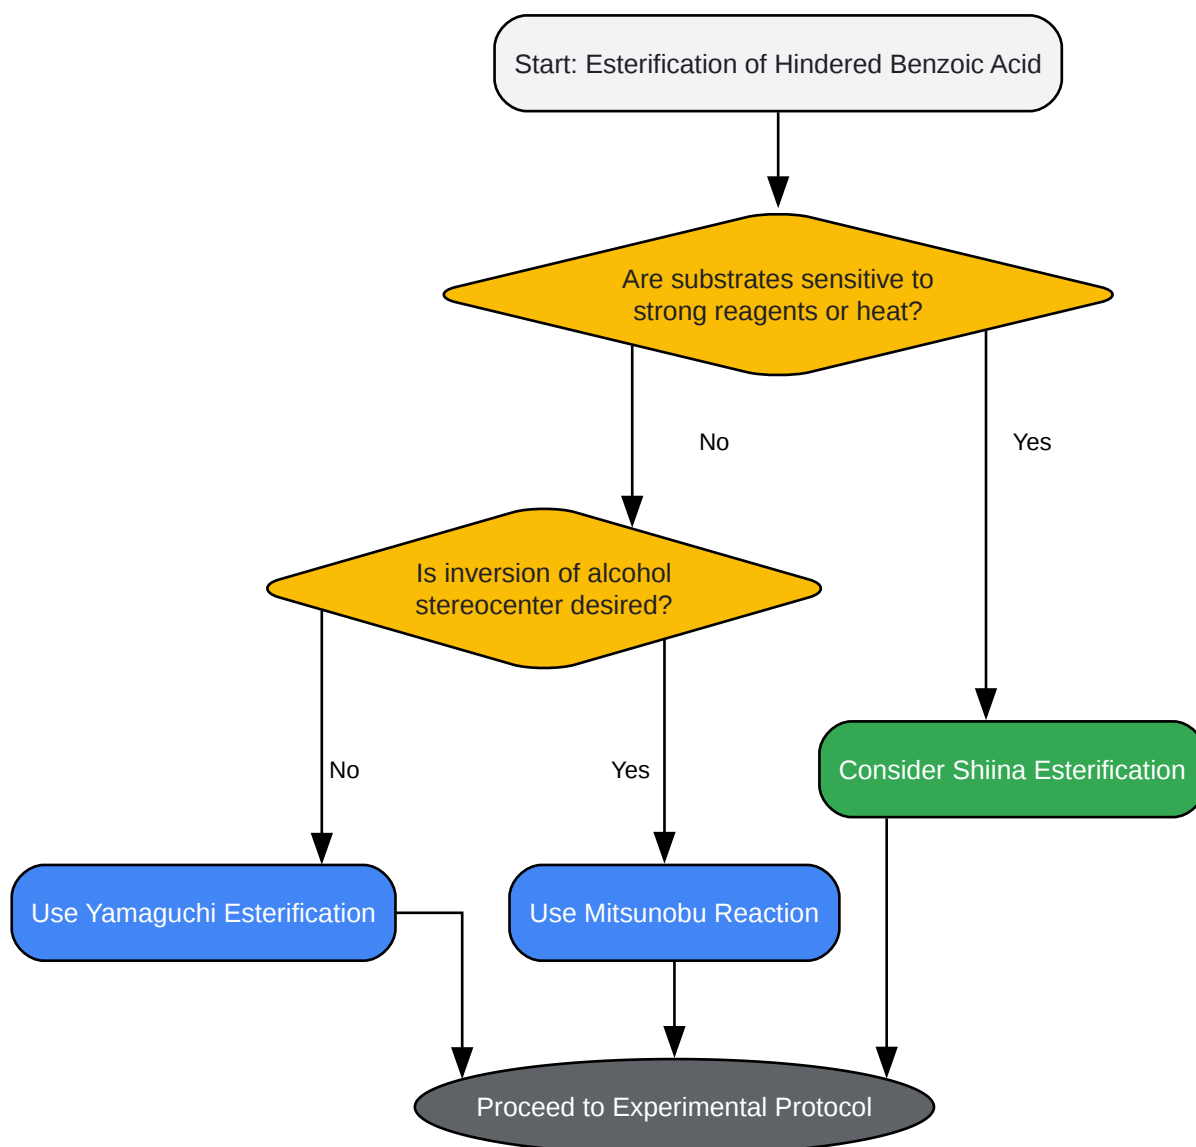 Start: Esterification of Hindered Benzoic Acid
Are substrates sensitive to
strong reagents or heat?
No
Yes
Is inversion of alcohol
stereocenter desired?
No
Yes
Consider Shiina Esterification
Use Yamaguchi Esterification
Use Mitsunobu Reaction
Proceed to Experimental Protocol